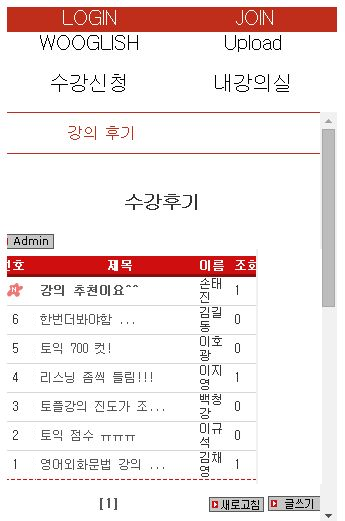 LOGIN JOIN
WOOGLISH Upload
수강신청 내강의실
강의 후기
수강후기
Admin
번호 제목 이름 조회
강의 추천이요^^ 손태진 1
6 한번더봐야함 ... 김길동 0
5 토익 700 컷! 이호광 0
4 리스닝 좀씩 들림!!! 이지영 1
3 토플강의 진도가 조... 백청강 0
2 토익 점수 ㅠㅠㅠ 이규석 0
1 영어외화문법 강의 ... 김채영 1
[1] 새로고침 글쓰기